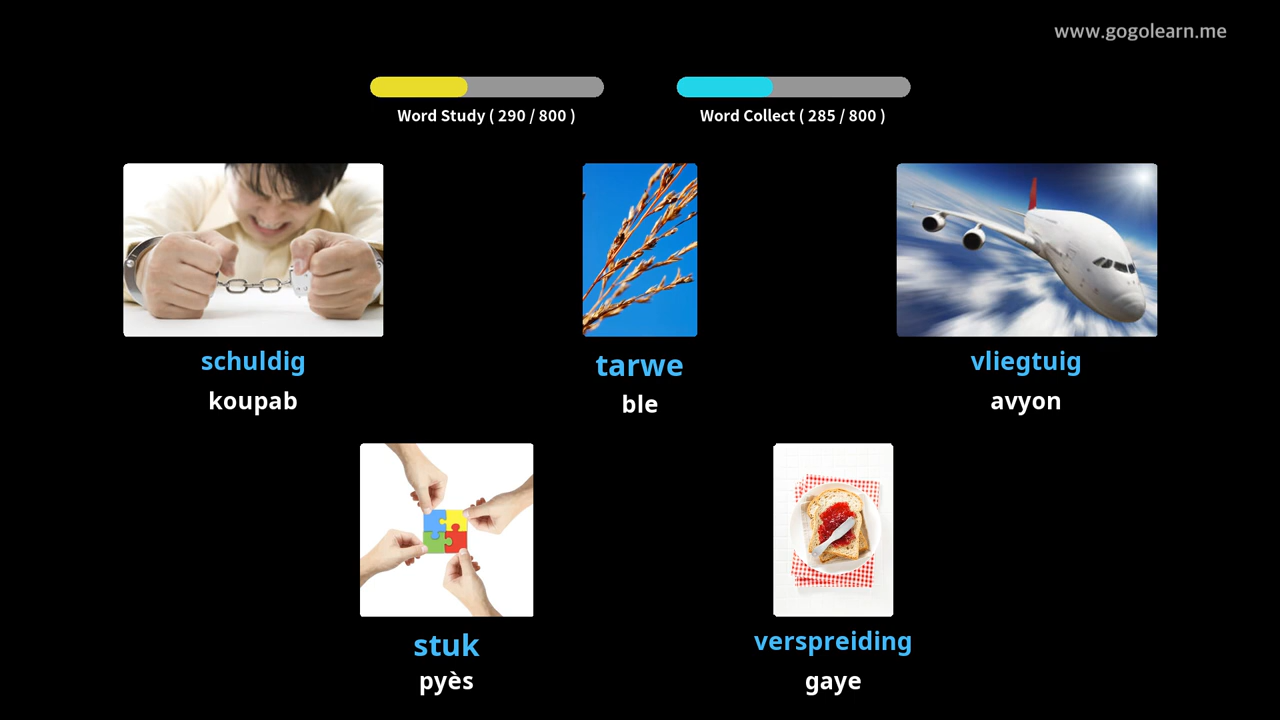 www.gogolearn.me
Word Study ( 290 / 800 )
Word Collect ( 285 / 800 )
schuldig
koupab
tarwe
ble
vliegtuig
avyon
stuk
pyès
verspreiding
gaye